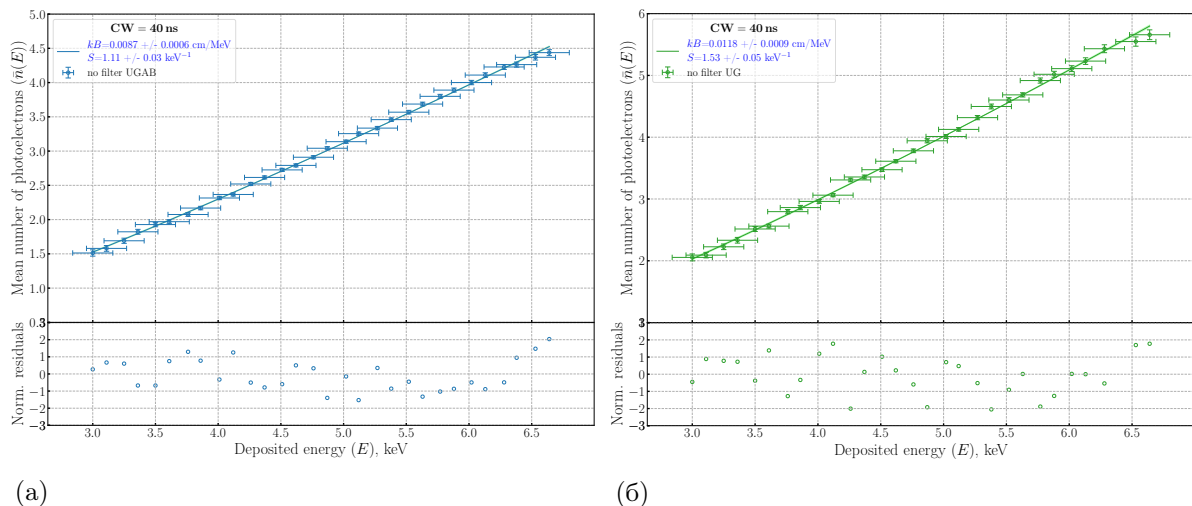 CW = 40 ns
kB=0.0087 +/- 0.0006 cm/MeV
S=1.11 +/- 0.03 keV⁻¹
no filter UGAB
Mean number of photoelectrons (n̄(E))
5.0
4.5
4.0
3.5
3.0
2.5
2.0
1.5
1.0
0.5
Norm. residuals
3
2
1
0
−1
−2
−3
3.0 3.5 4.0 4.5 5.0 5.5 6.0 6.5
Deposited energy (E), keV
(а)
CW = 40 ns
kB=0.0118 +/- 0.0009 cm/MeV
S=1.53 +/- 0.05 keV⁻¹
no filter UG
Mean number of photoelectrons (n̄(E))
6
5
4
3
2
1
Norm. residuals
3
2
1
0
−1
−2
−3
3.0 3.5 4.0 4.5 5.0 5.5 6.0 6.5
Deposited energy (E), keV
(б)